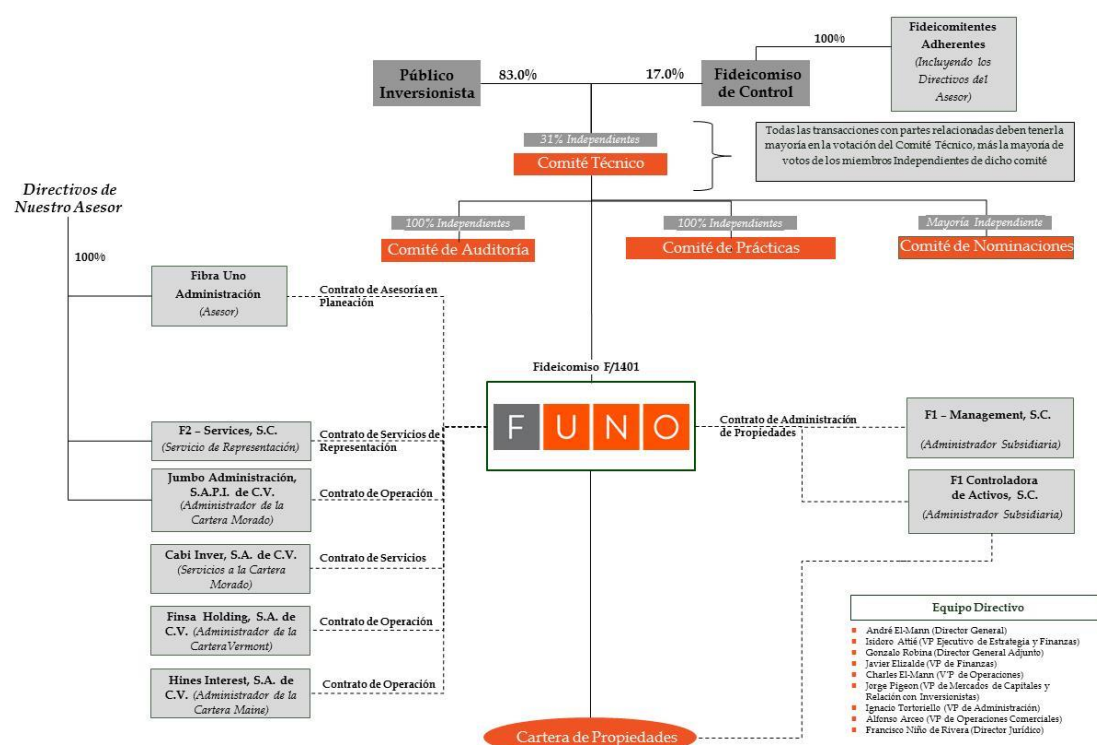 100%
Fideicomitentes
Adherentes
(Incluyendo los
Directivos del
Asesor)
Público
Inversionista
83.0%
17.0%
Fideicomiso
de Control
31% Independientes
Comité Técnico
Todas las transacciones con partes relacionadas deben tener la
mayoría en la votación del Comité Técnico, más la mayoría de
votos de los miembros Independientes de dicho comité
Directivos de
Nuestro Asesor
100% Independientes
Comité de Auditoría
100% Independientes
Comité de Prácticas
Mayoría Independiente
Comité de Nominaciones
100%
Fibra Uno
Administración
(Asesor)
Contrato de Asesoría en
Planeación
Fideicomiso F/1401
FUNO
F2 – Services, S.C.
(Servicio de Representación)
Contrato de Servicios de
Representación
Contrato de Administración
de Propiedades
F1 – Management, S.C.
(Administrador Subsidiaria)
Jumbo Administración,
S.A.P.I. de C.V.
(Administrador de la
Cartera Morado)
Contrato de Operación
F1 Controladora
de Activos, S.C.
(Administrador Subsidiaria)
Cabi Inver, S.A. de C.V.
(Servicios a la Cartera
Morado)
Contrato de Servicios
Finsa Holding, S.A. de
C.V. (Administrador de la
CarteraVermont)
Contrato de Operación
Hines Interest, S.A. de
C.V. (Administrador de la
Cartera Maine)
Contrato de Operación
Equipo Directivo
André El-Mann (Director General)
Isidoro Attié (VP Ejecutivo de Estrategia y Finanzas)
Gonzalo Robina (Director General Adjunto)
Javier Elizalde (VP de Finanzas)
Charles El-Mann (V'P de Operaciones)
Jorge Pigeon (VP de Mercados de Capitales y
Relación con Inversionistas)
Ignacio Tortoriello (VP de Administración)
Alfonso Arceo (VP de Operaciones Comerciales)
Francisco Niño de Rivera (Director Jurídico)
Cartera de Propiedades